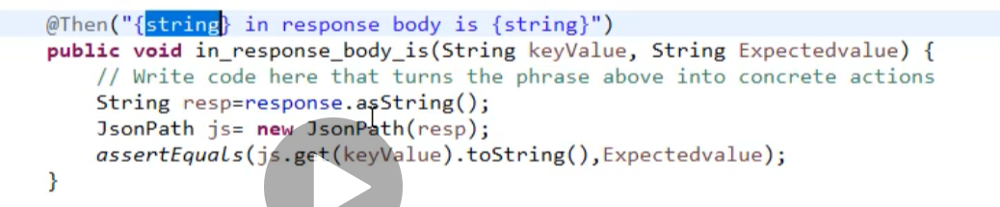 @Then("{string} in response body is {string}")
public void in_response_body_is(String keyValue, String Expectedvalue) {
// Write code here that turns the phrase above into concrete actions
String resp=response.asString();
JsonPath js= new JsonPath(resp);
assertEquals(js.get(keyValue).toString(),Expectedvalue);
}